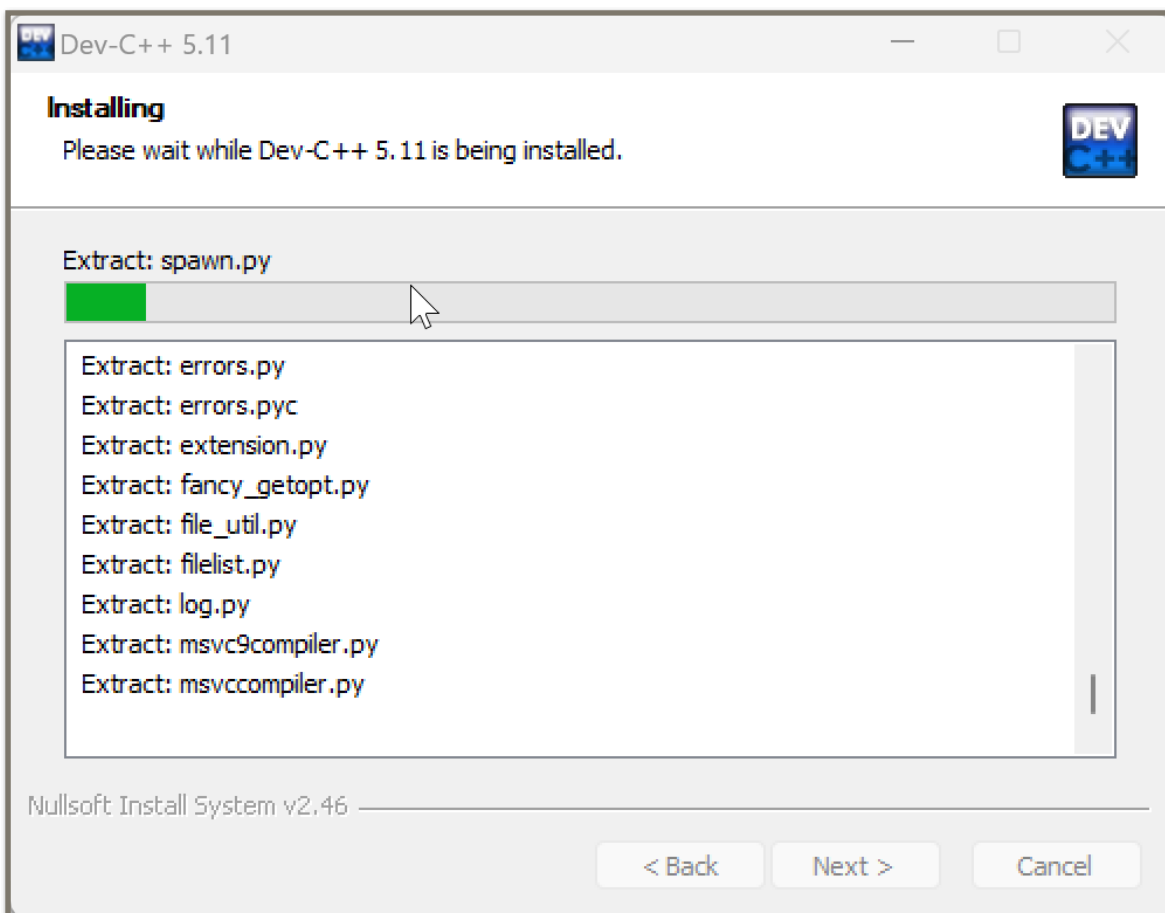 DEV
C++
Dev-C++ 5.11
Installing
Please wait while Dev-C++ 5.11 is being installed.
DEV
C++
Extract: spawn.py
Extract: errors.py
Extract: errors.pyc
Extract: extension.py
Extract: fancy_getopt.py
Extract: file_util.py
Extract: filelist.py
Extract: log.py
Extract: msvc9compiler.py
Extract: msvccompiler.py
Nullsoft Install System v2.46
< Back Next > Cancel